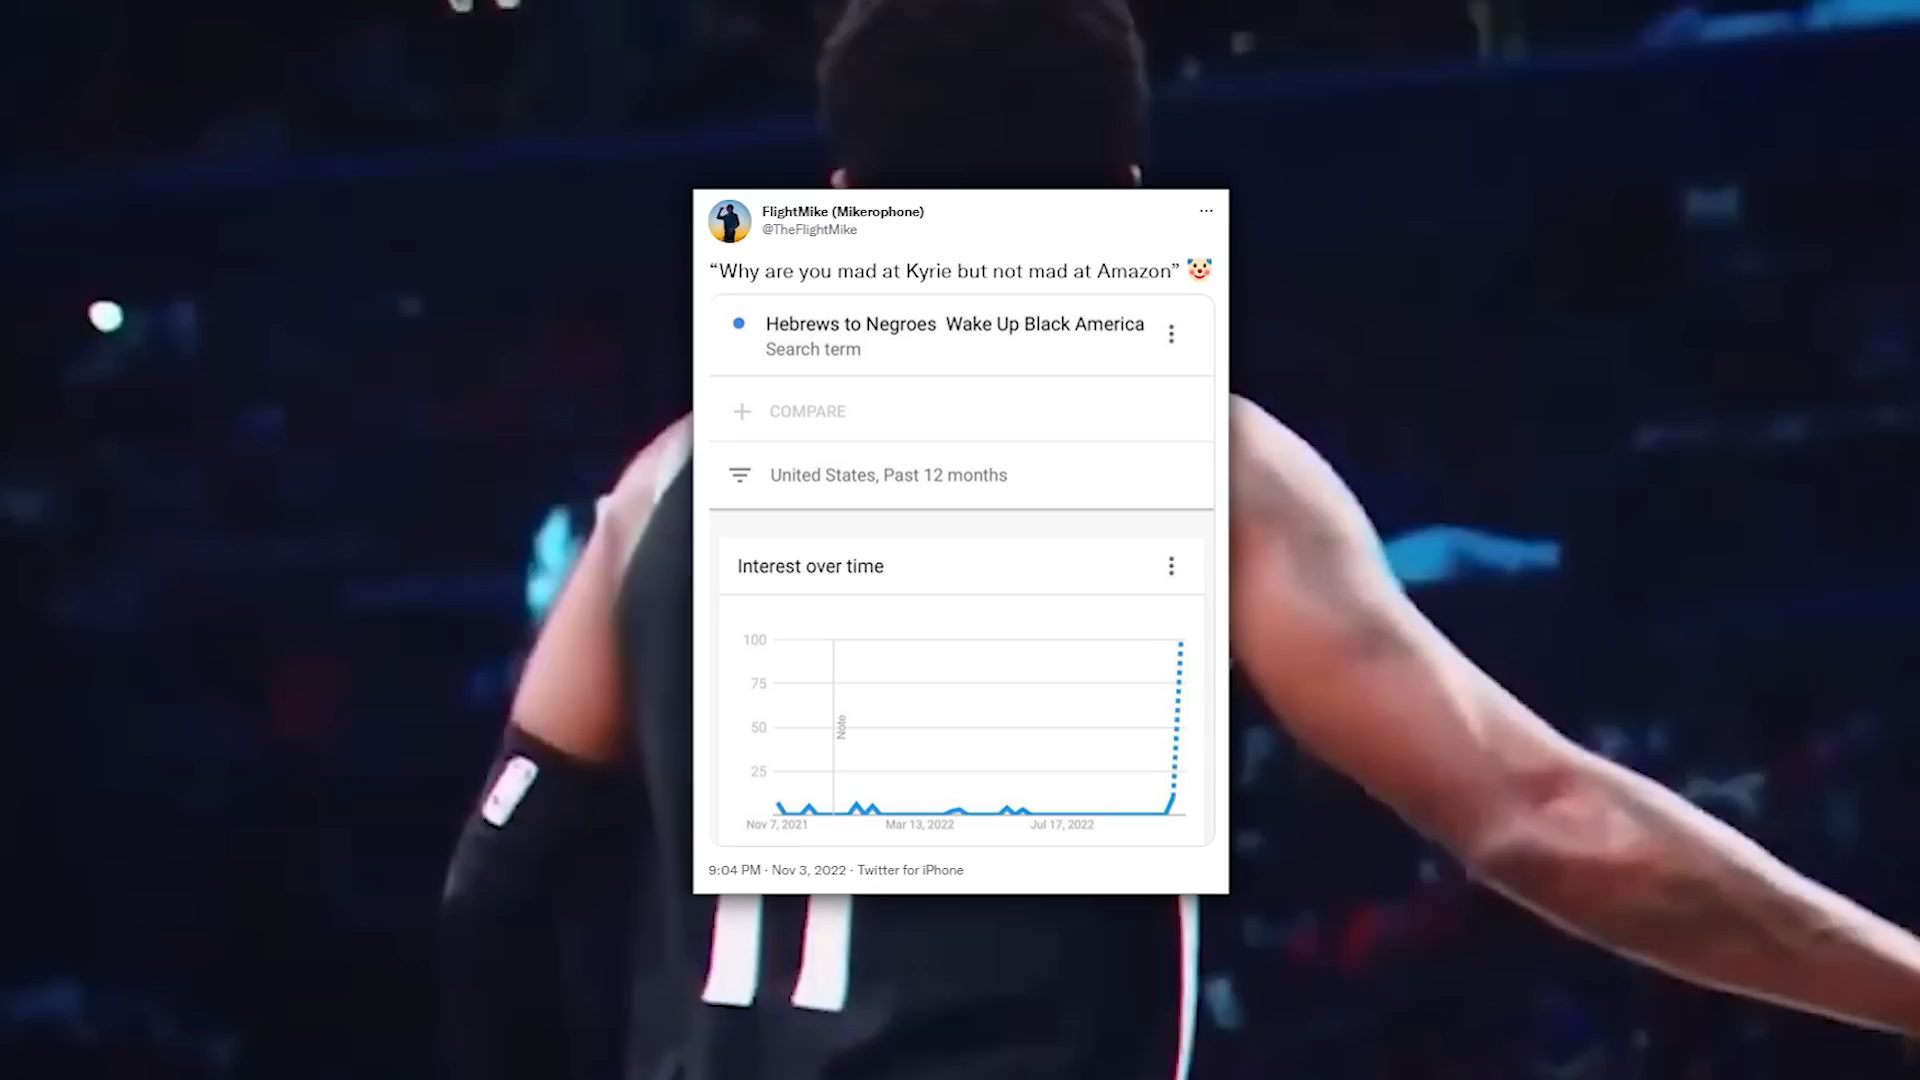 FlightMike (Mikerophone)
@TheFlightMike
“Why are you mad at Kyrie but not mad at Amazon” 🤡
Hebrews to Negroes Wake Up Black America
Search term
COMPARE
United States, Past 12 months
Interest over time
100
75
50
25
Note
Nov 7, 2021
Mar 13, 2022
Jul 17, 2022
9:04 PM · Nov 3, 2022 · Twitter for iPhone